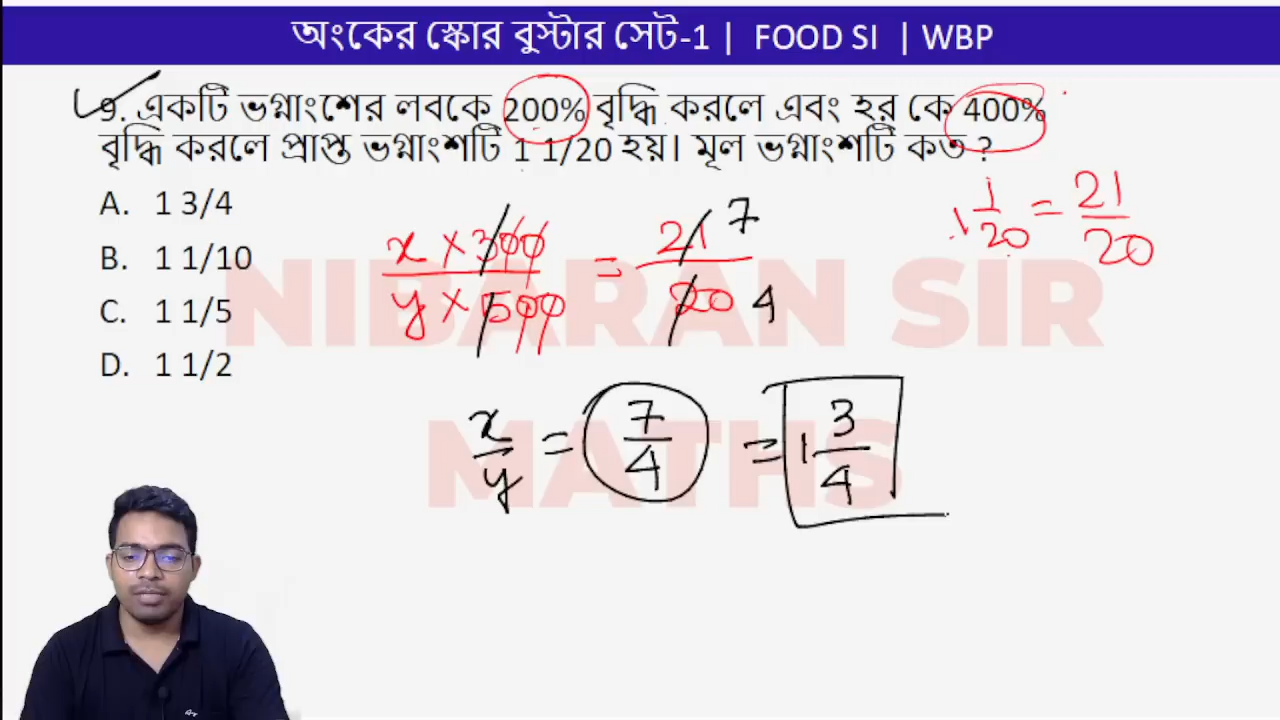 অংকের স্কোর বুস্টার সেট-1 | FOOD SI | WBP
9. একটি ভগ্নাংশের লবকে 200% বৃদ্ধি করলে এবং হর কে 400%
বৃদ্ধি করলে প্রাপ্ত ভগ্নাংশটি 1 1/20 হয়। মূল ভগ্নাংশটি কত ?
A. 1 3/4
B. 1 1/10
C. 1 1/5
D. 1 1/2
1 1/20 = 21/20
x × 300 / y × 500 = 21 7 / 20 4
x/y = 7/4 = 1 3/4
NIBARAN SIR
MATHS